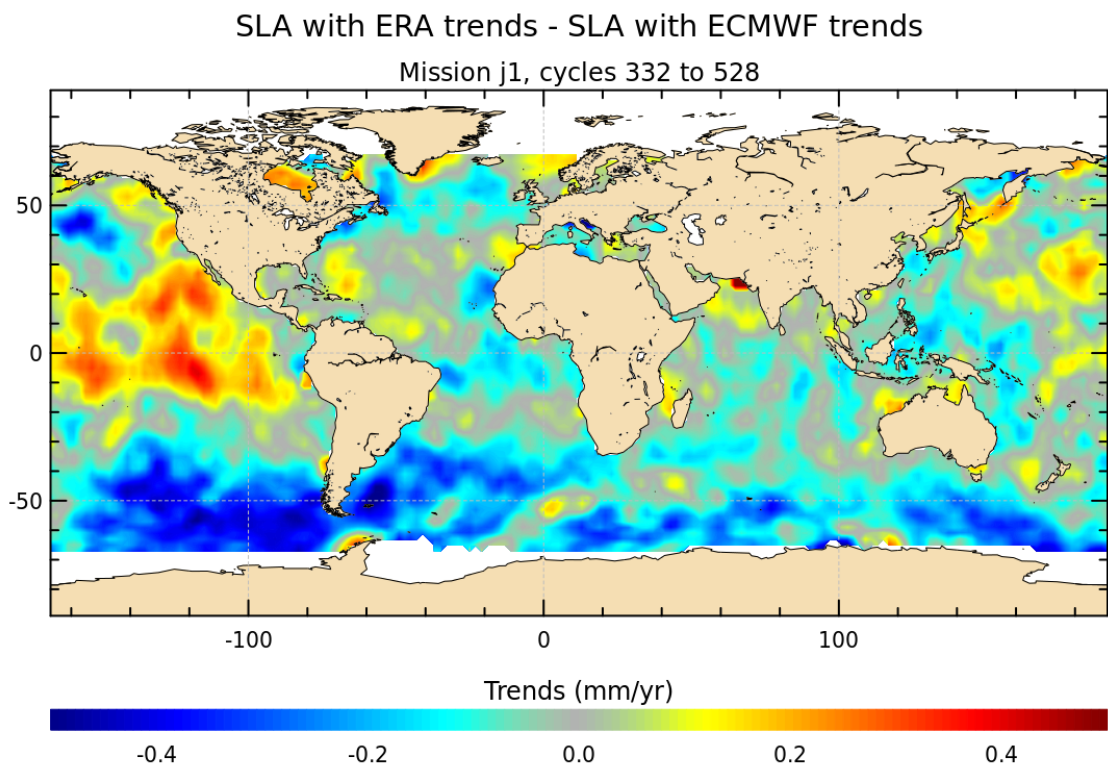 SLA with ERA trends - SLA with ECMWF trends
Mission j1, cycles 332 to 528
50
0
-50
-100 0 100
Trends (mm/yr)
-0.4 -0.2 0.0 0.2 0.4